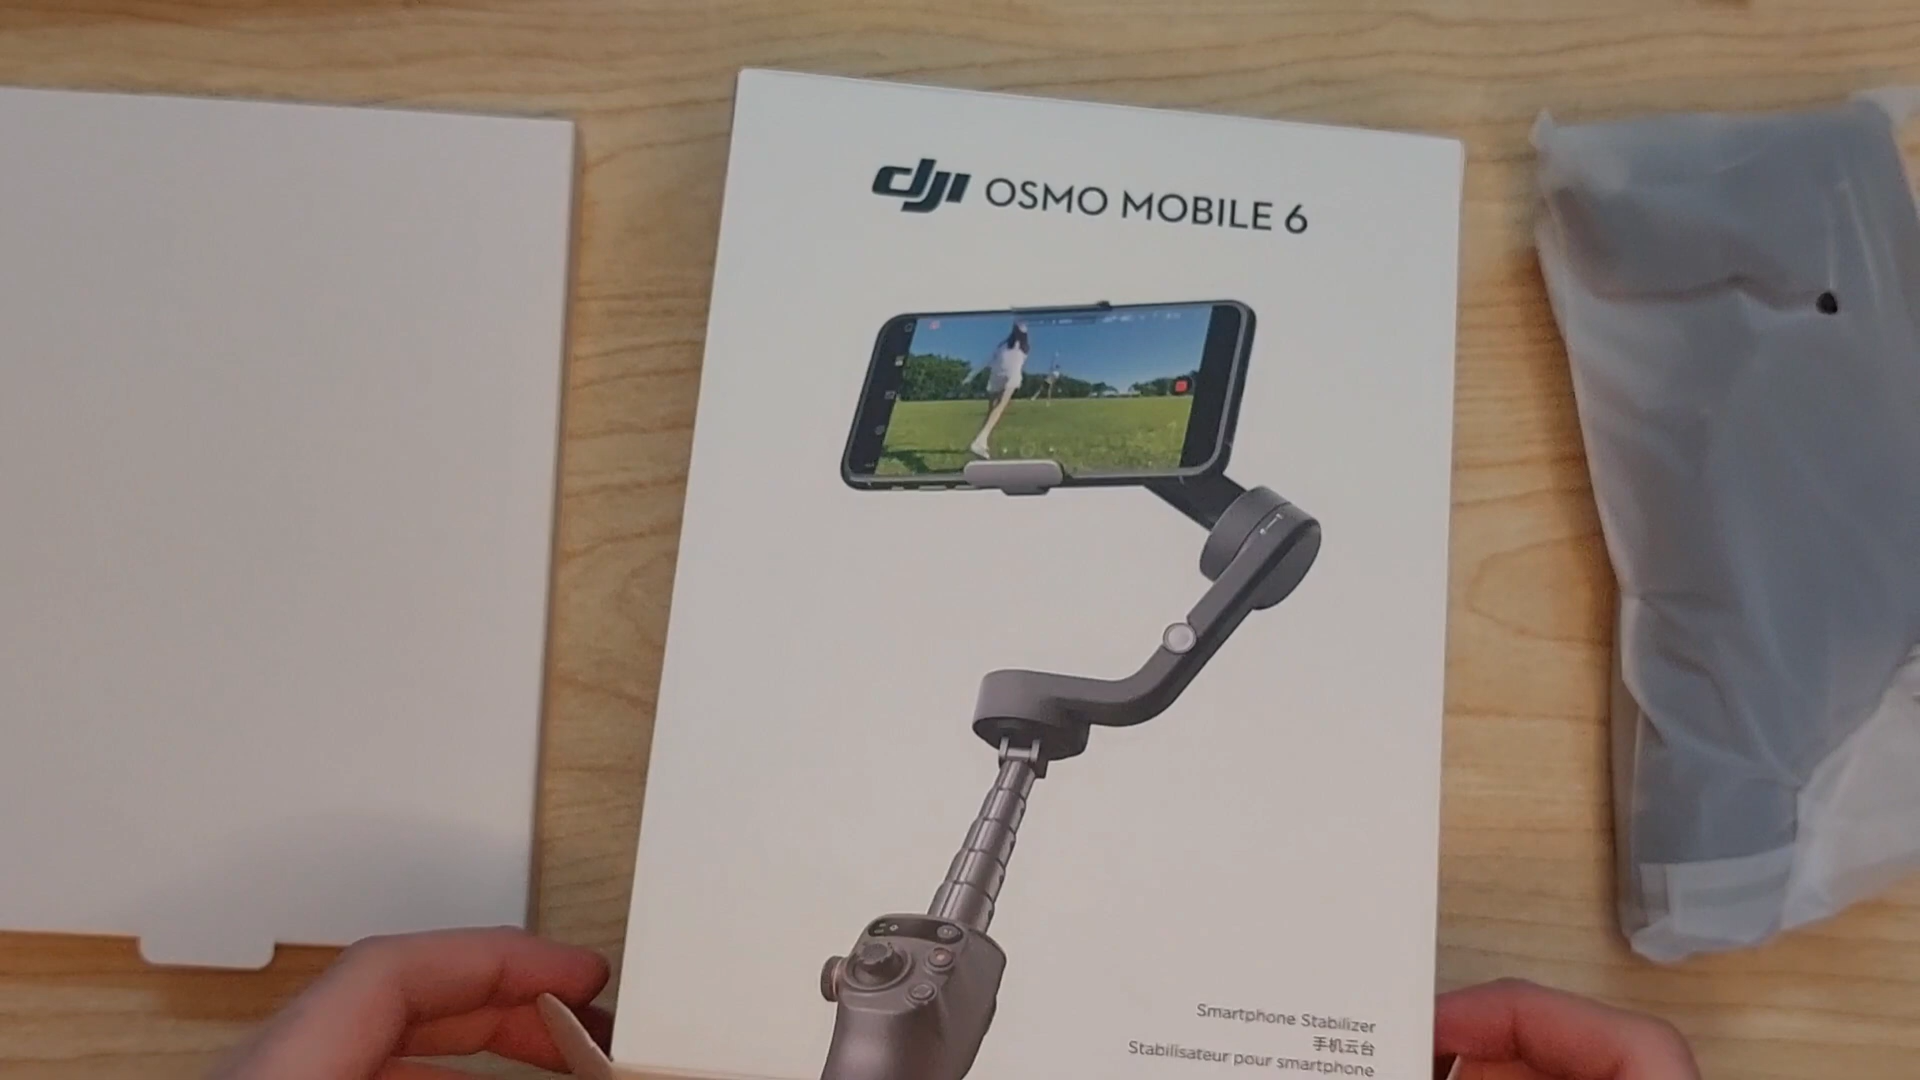 dji OSMO MOBILE 6
Smartphone Stabilizer
手机云台
Stabilisateur pour smartphone